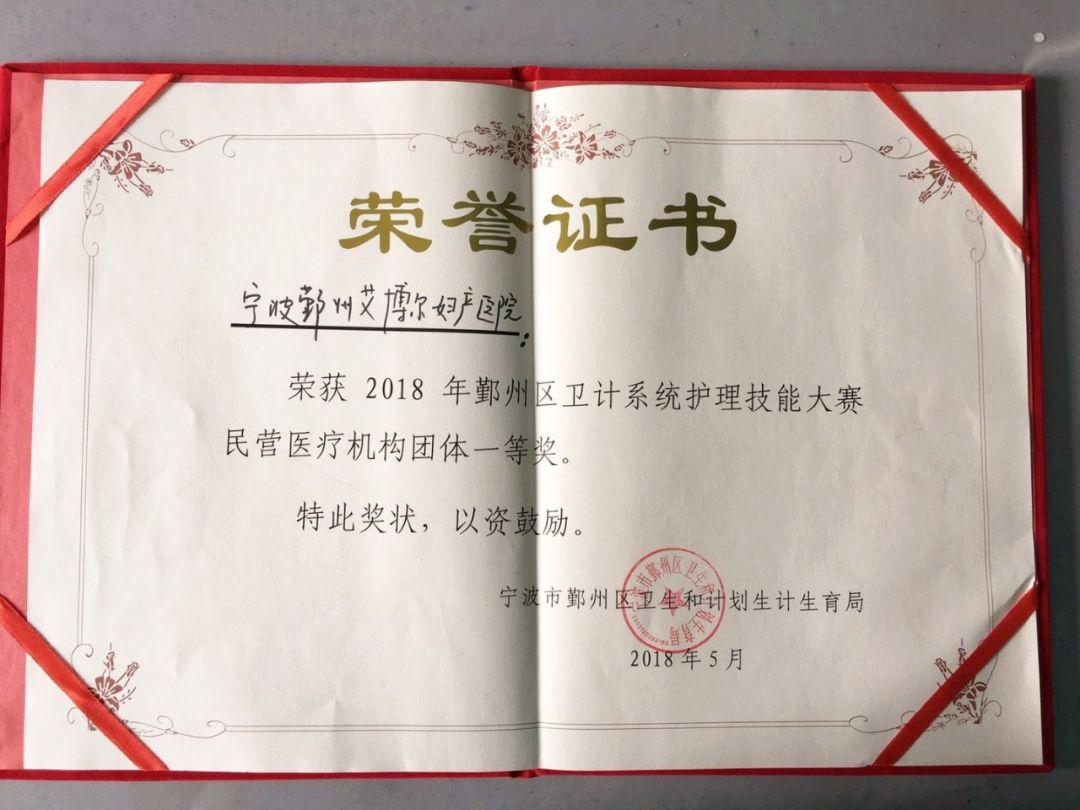 荣誉证书
宁波鄞州艾博尔妇产医院：
荣获 2018 年鄞州区卫计系统护理技能大赛
民营医疗机构团体一等奖。
特此奖状，以资鼓励。
宁波市鄞州区卫生和计划生计生育局
2018 年 5 月